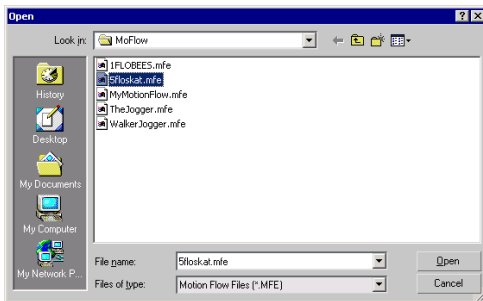 Open
Look in:
MoFlow
History
Desktop
My Documents
My Computer
My Network P...
1FLOBEES.mfe
5floskat.mfe
MyMotionFlow.mfe
TheJogger.mfe
WalkerJogger.mfe
File name:
5floskat.mfe
Open
Files of type:
Motion Flow Files (*.MFE)
Cancel